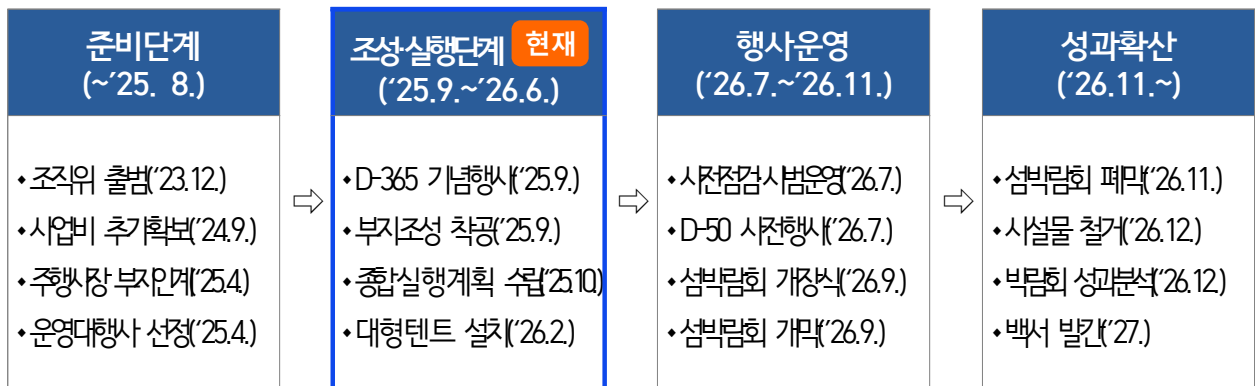 준비단계
(~'25. 8.)
◆조직위 출범('23.12.)
◆사업비 추가확보('24.9.)
◆주행사장 부지인계('25.4.)
◆운영대행사 선정('25.4.)
⇨
조성·실행단계 현재
('25.9.~'26.6.)
◆D-365 기념행사('25.9.)
◆부지조성 착공('25.9.)
◆종합실행계획 수립('25.10.)
◆대형텐트 설치('26.2.)
⇨
행사운영
('26.7.~'26.11.)
◆사전점검·시범운영('26.7.)
◆D-50 사전행사('26.7.)
◆섬박람회 개장식('26.9.)
◆섬박람회 개막('26.9.)
⇨
성과확산
('26.11.~)
◆섬박람회 폐막('26.11.)
◆시설물 철거('26.12.)
◆박람회 성과분석('26.12.)
◆백서 발간('27.)